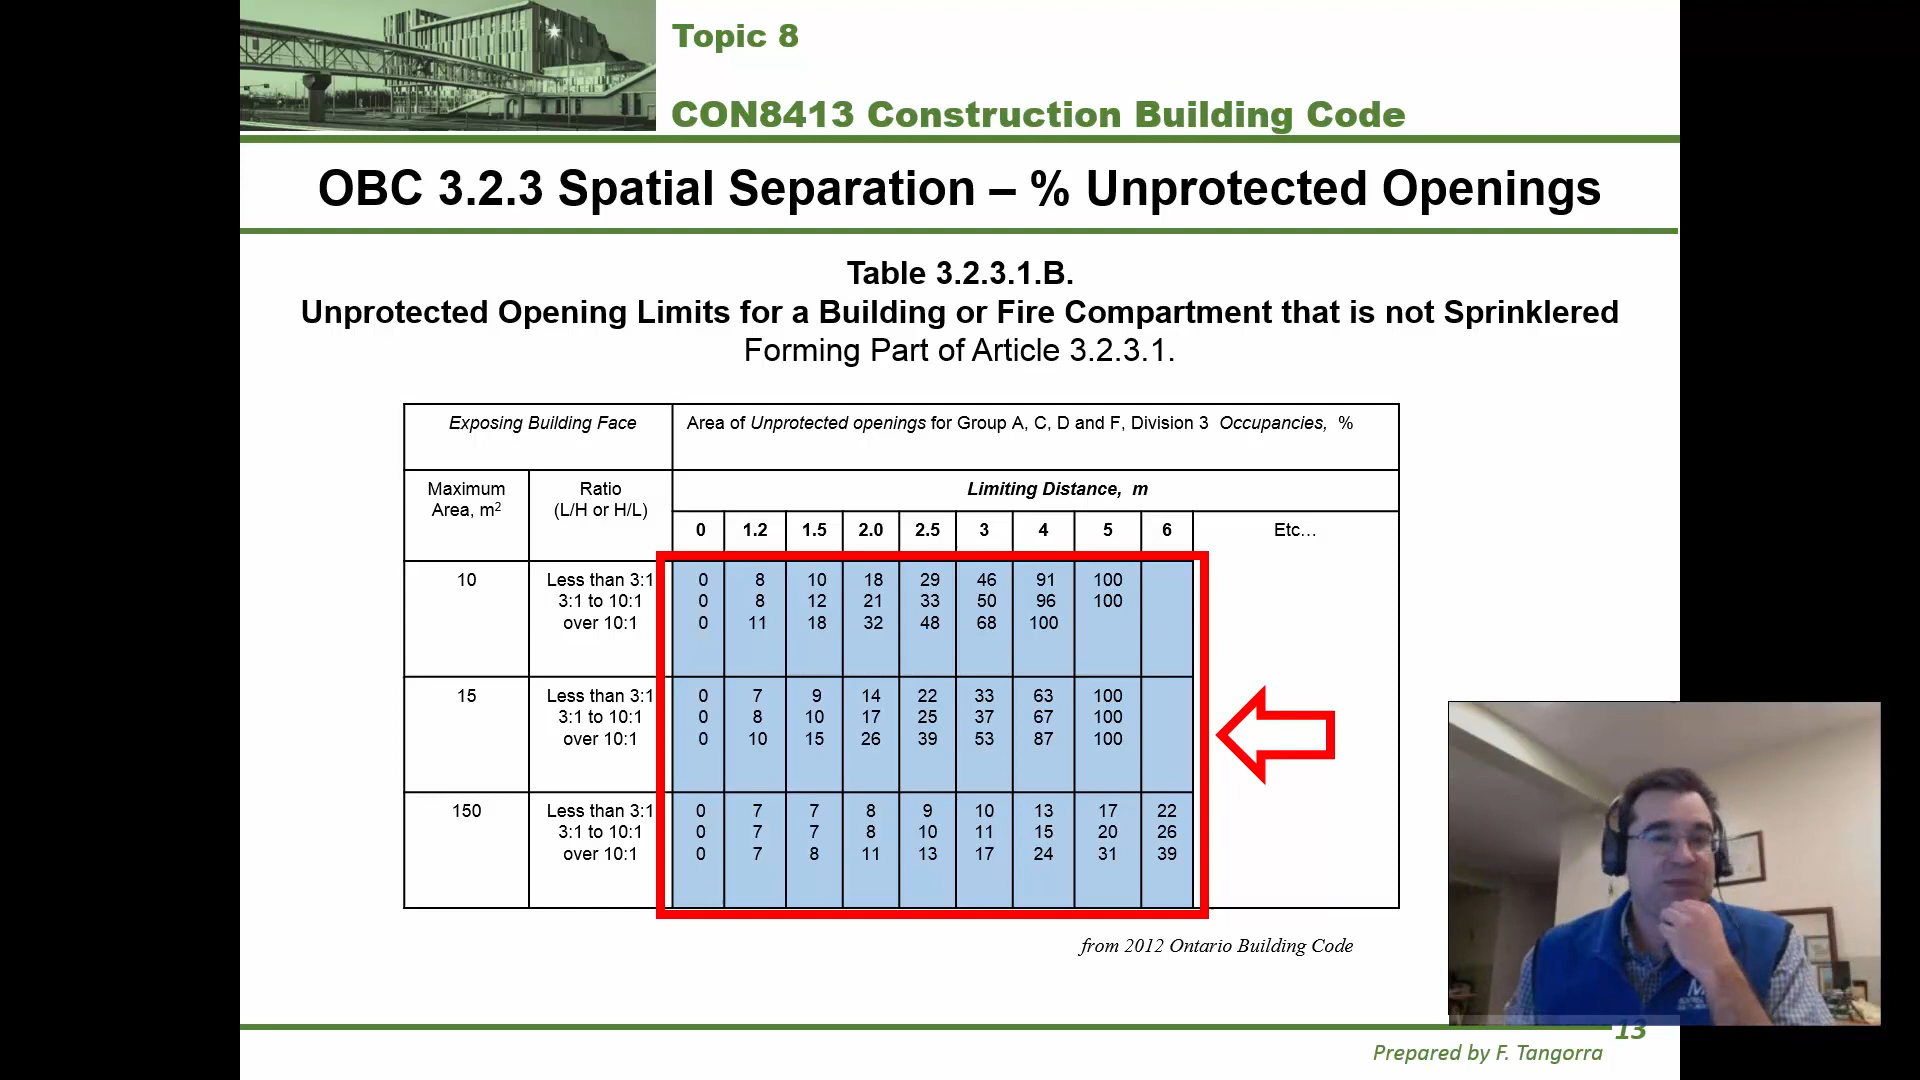 Topic 8
CON8413 Construction Building Code
OBC 3.2.3 Spatial Separation – % Unprotected Openings
Table 3.2.3.1.B.
Unprotected Opening Limits for a Building or Fire Compartment that is not Sprinklered
Forming Part of Article 3.2.3.1.
Exposing Building Face Area of Unprotected openings for Group A, C, D and F, Division 3 Occupancies, %
Maximum Area, m² Ratio (L/H or H/L) Limiting Distance, m
0 1.2 1.5 2.0 2.5 3 4 5 6 Etc...
10 Less than 3:1 0 8 10 18 29 46 91 100
3:1 to 10:1 0 8 12 21 33 50 96 100
over 10:1 0 11 18 32 48 68 100
15 Less than 3:1 0 7 9 14 22 33 63 100
3:1 to 10:1 0 8 10 17 25 37 67 100
over 10:1 0 10 15 26 39 53 87 100
150 Less than 3:1 0 7 7 8 9 10 13 17 22
3:1 to 10:1 0 7 7 8 10 11 15 20 26
over 10:1 0 7 8 11 13 17 24 31 39
from 2012 Ontario Building Code
13
Prepared by F. Tangorra